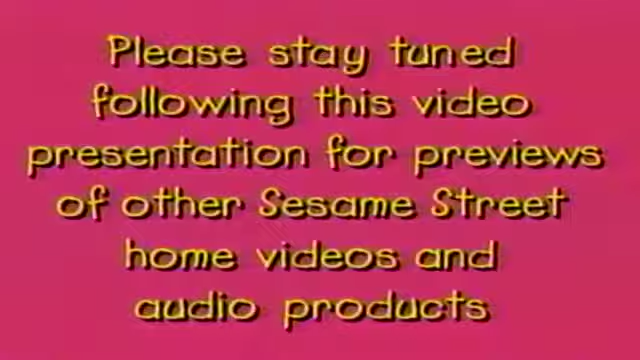 Please stay tuned
following this video
presentation for previews
of other Sesame Street
home videos and
audio products